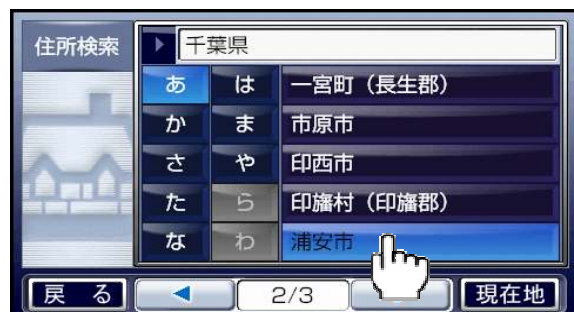 住所検索
千葉県
あ は 一宮町（長生郡）
か ま 市原市
さ や 印西市
た ら 印旛村（印旛郡）
な わ 浦安市
戻る 2/3 現在地